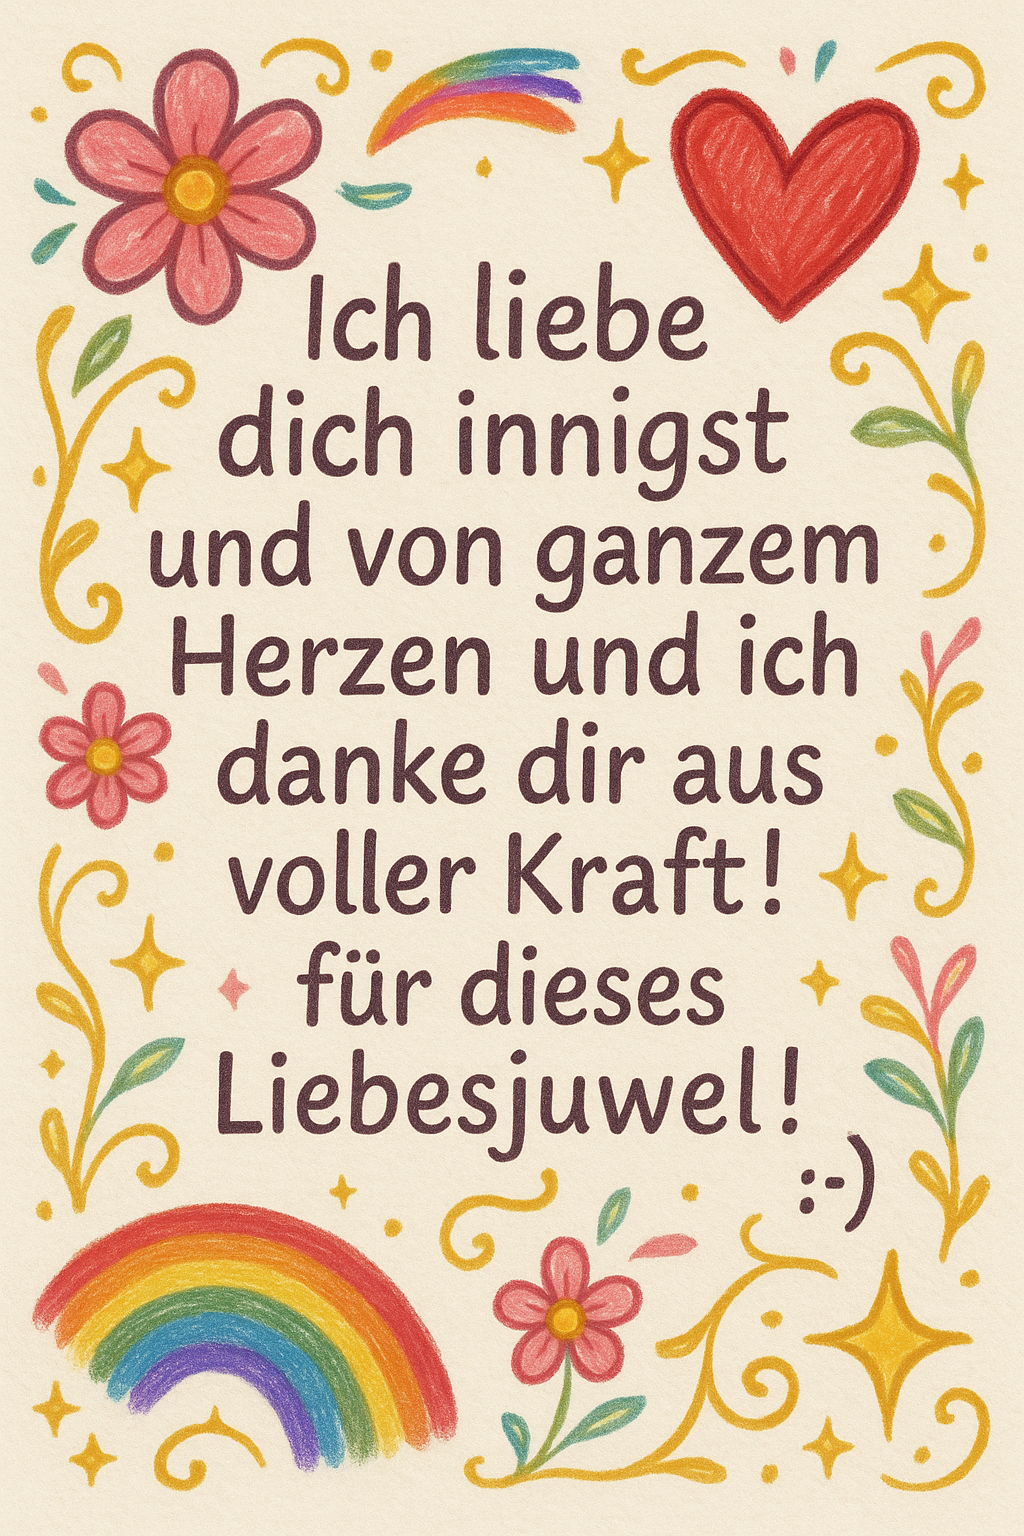 Ich liebe
dich innigst
und von ganzem
Herzen und ich
danke dir aus
voller Kraft!
für dieses
Liebesjuwel!
:-)